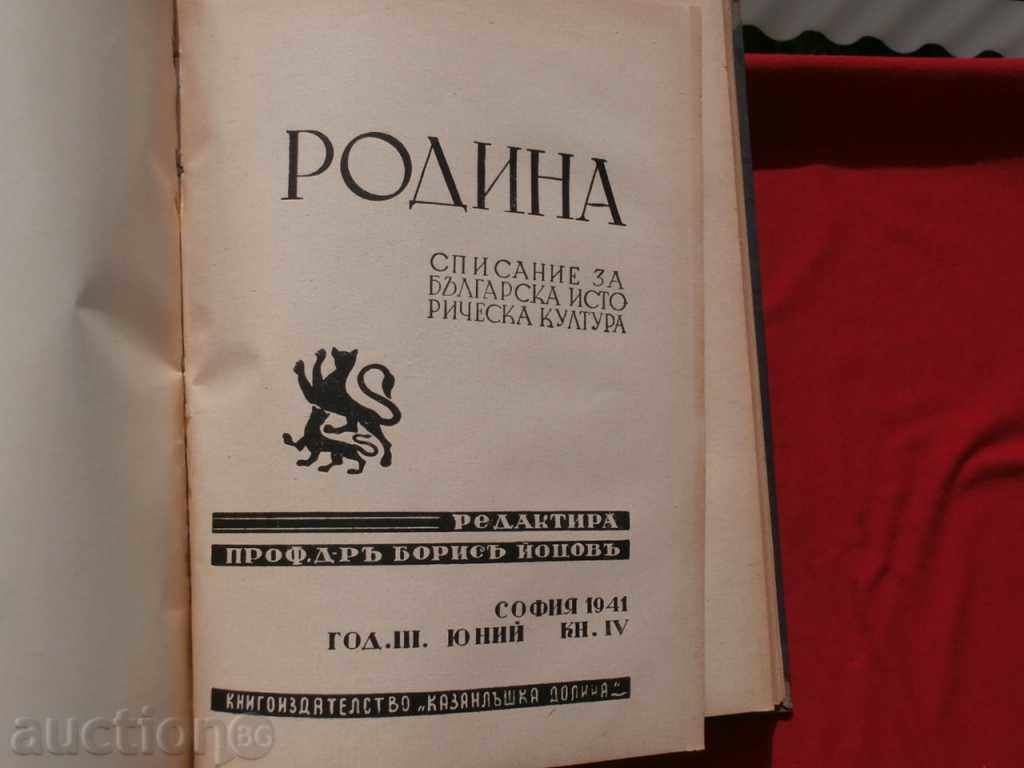 РОДИНА
СПИСАНИЕ ЗА
БЪЛГАРСКА ИСТО
РИЧЕСКА КУЛТУРА
РЕДАКТИРА
ПРОФ. Д-РЪ БОРИСЪ ЙОЦОВЪ
СОФИЯ 1941
ГОД. III. ЮНИЙ КН. IV
КНИГОИЗДАТЕЛСТВО „КАЗАНЛЪШКА ДОЛИНА"
auction BG